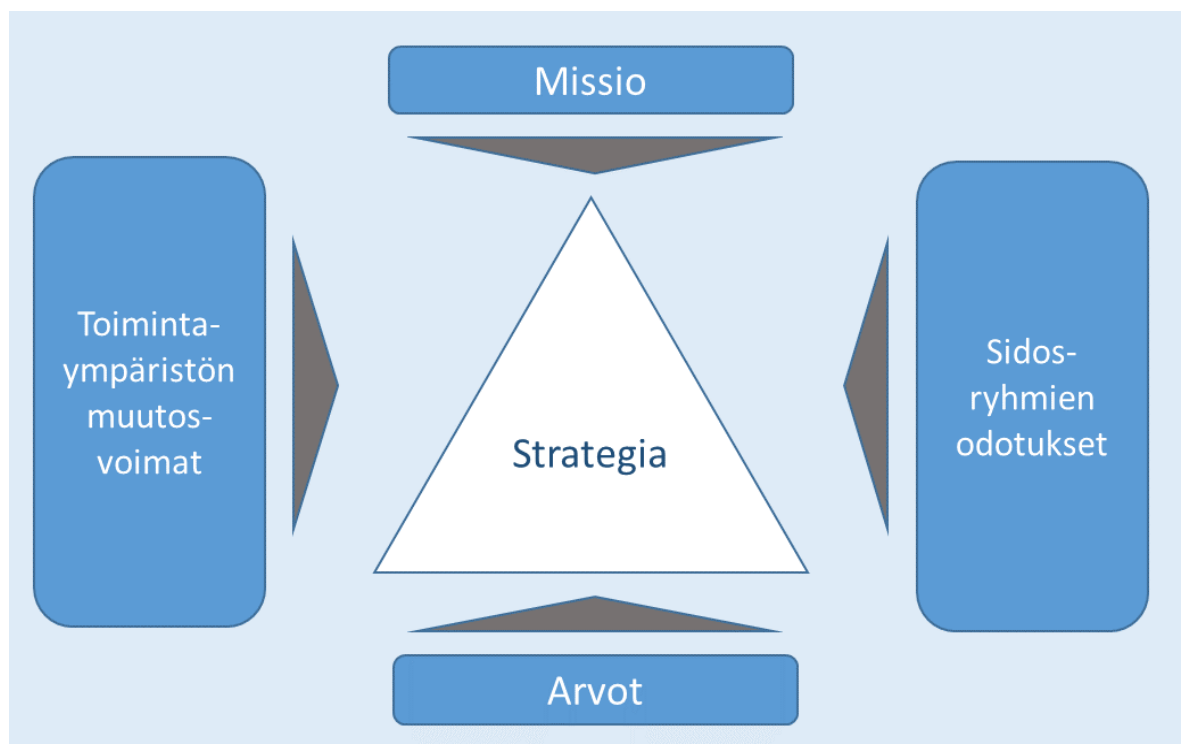 Missio
Toiminta-
ympäristön
muutos-
voimat
Strategia
Sidos-
ryhmien
odotukset
Arvot